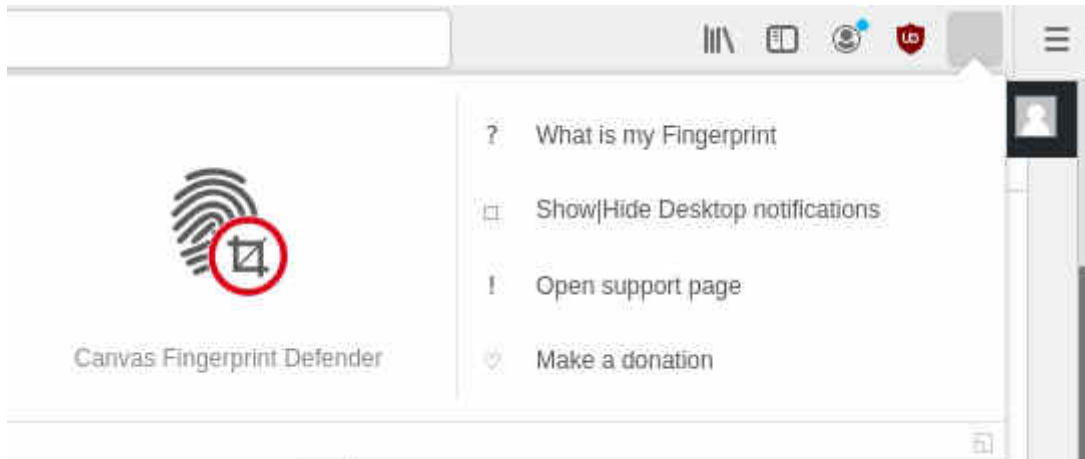 What is my Fingerprint
Show|Hide Desktop notifications
Open support page
Make a donation
Canvas Fingerprint Defender